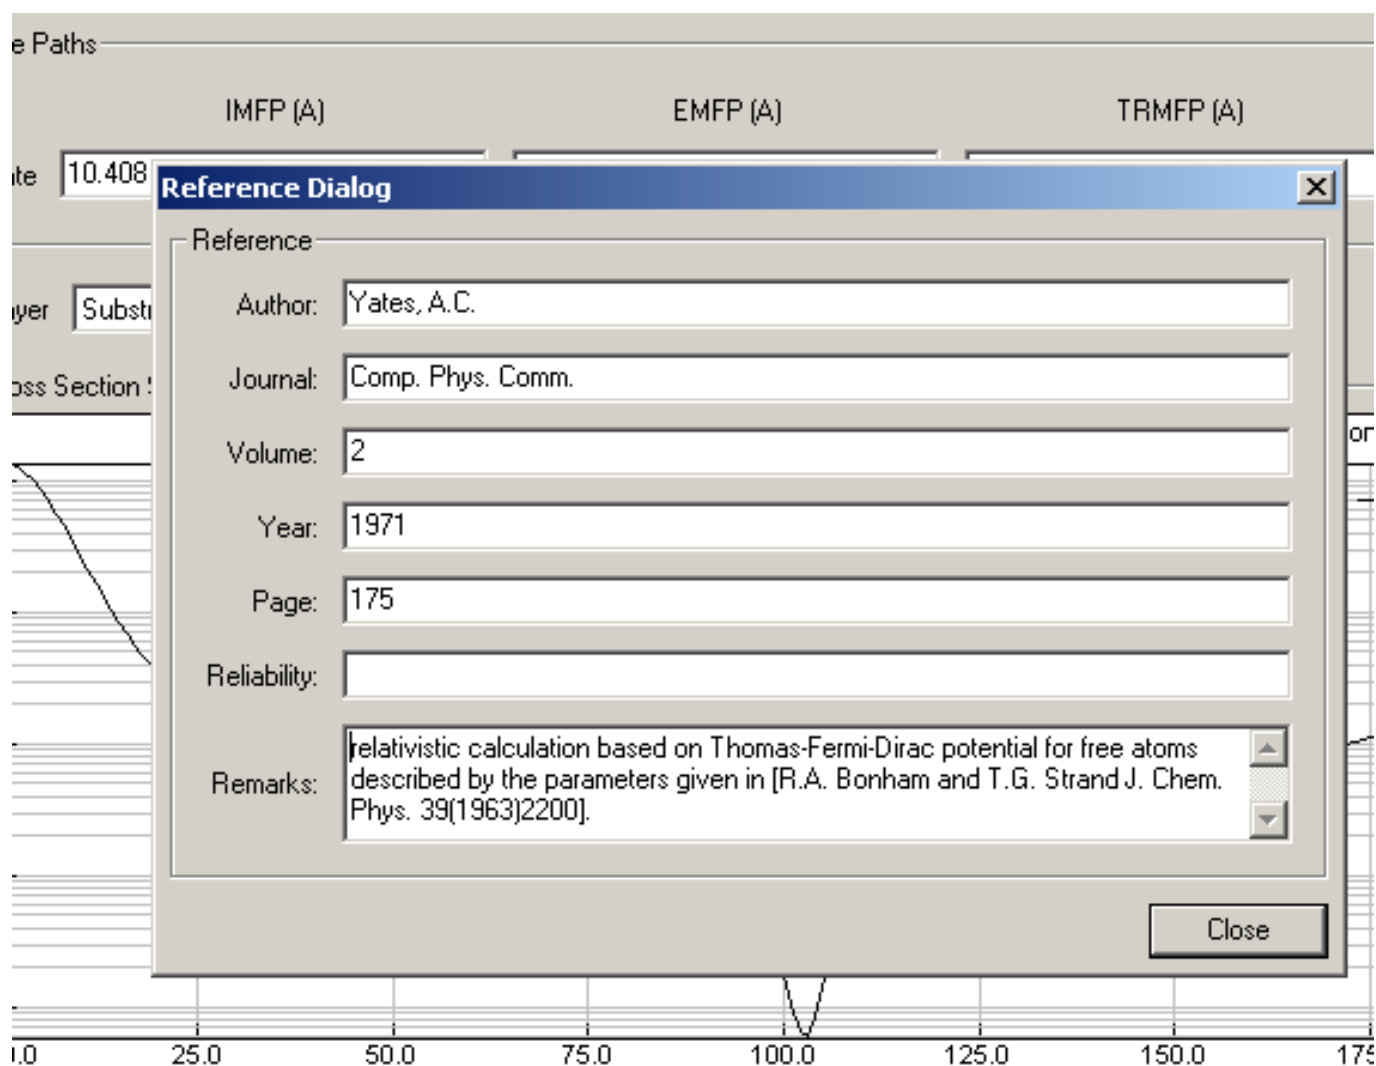 e Paths
IMFP (A) EMFP (A) TRMFP (A)
10.408
Reference Dialog
Reference
Author: Yates, A.C.
yer Substr
Journal: Comp. Phys. Comm.
oss Section S
Volume: 2
or
Year: 1971
Page: 175
Reliability:
Remarks: relativistic calculation based on Thomas-Fermi-Dirac potential for free atoms
described by the parameters given in [R.A. Bonham and T.G. Strand J. Chem.
Phys. 39(1963)2200].
Close
25.0 50.0 75.0 100.0 125.0 150.0